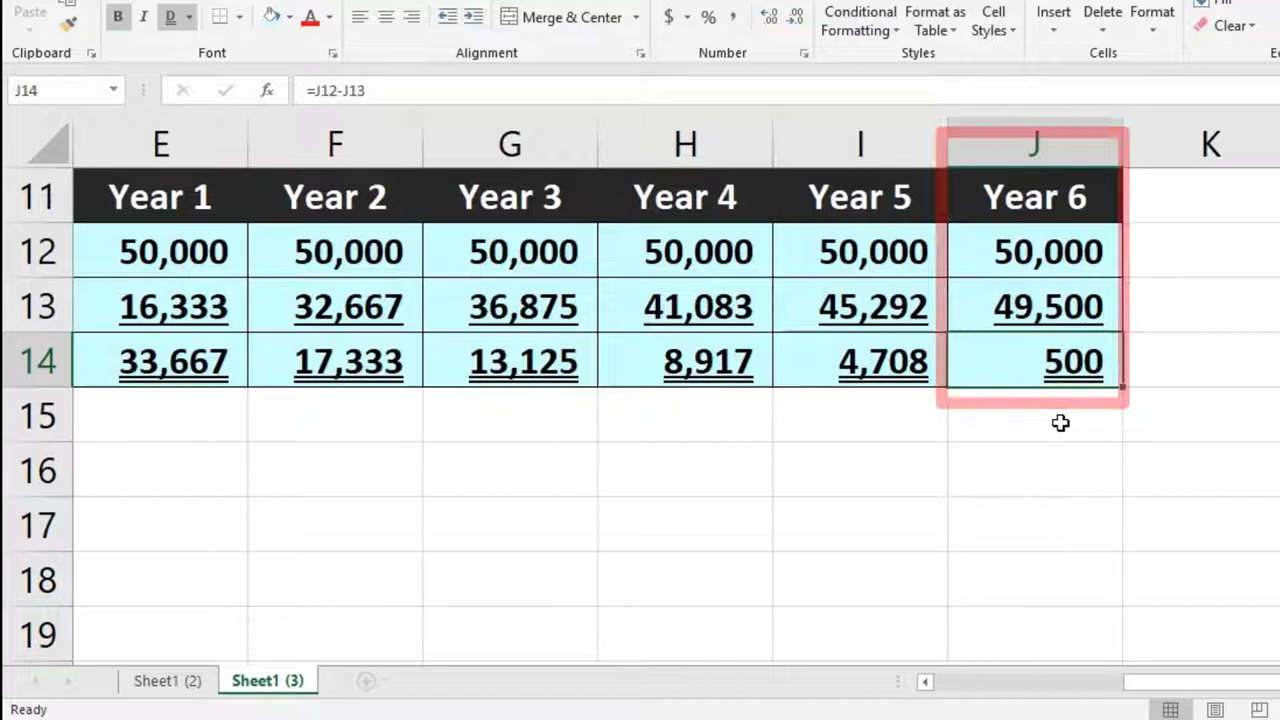 Paste
B I D
Merge & Center
$ % ,
Conditional Formatting
Format as Table
Cell Styles
Insert
Delete
Format
Clear
Clipboard
Font
Alignment
Number
Styles
Cells
J14
fx
=J12-J13
E F G H I J K
11 Year 1 Year 2 Year 3 Year 4 Year 5 Year 6
12 50,000 50,000 50,000 50,000 50,000 50,000
13 16,333 32,667 36,875 41,083 45,292 49,500
14 33,667 17,333 13,125 8,917 4,708 500
15
16
17
18
19
Sheet1 (2)
Sheet1 (3)
Ready